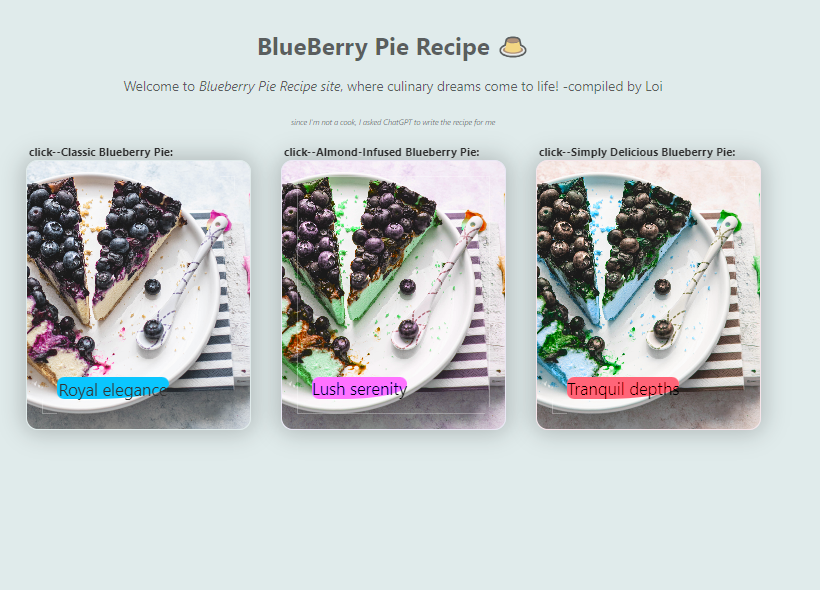 BlueBerry Pie Recipe 🍮
Welcome to Blueberry Pie Recipe site, where culinary dreams come to life! -compiled by Loi
since I'm not a cook, I asked ChatGPT to write the recipe for me
click--Classic Blueberry Pie: click--Almond-Infused Blueberry Pie: click--Simply Delicious Blueberry Pie:
Royal elegance Lush serenity Tranquil depths